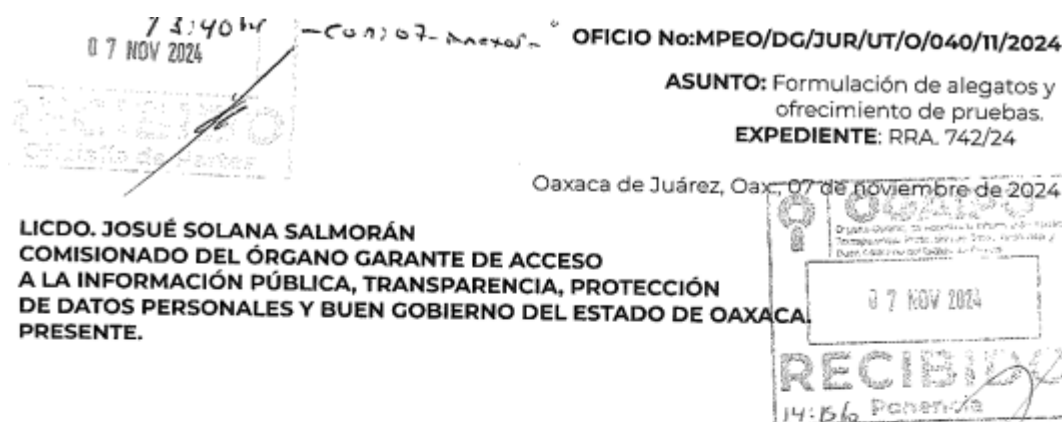 07 NOV 2024
OFICIO No:MPEO/DG/JUR/UT/O/040/11/2024
ASUNTO: Formulación de alegatos y
ofrecimiento de pruebas.
EXPEDIENTE: RRA. 742/24
Oaxaca de Juárez, Oax., 07 de noviembre de 2024
LICDO. JOSUÉ SOLANA SALMORÁN
COMISIONADO DEL ÓRGANO GARANTE DE ACCESO
A LA INFORMACIÓN PÚBLICA, TRANSPARENCIA, PROTECCIÓN
DE DATOS PERSONALES Y BUEN GOBIERNO DEL ESTADO DE OAXACA.
PRESENTE.
OGAIPO
07 NOV 2024
RECIBIDO
Ponencia